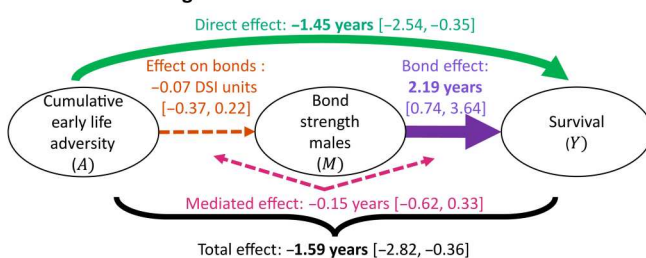 Direct effect: −1.45 years [−2.54, −0.35]
Effect on bonds :
−0.07 DSI units
[−0.37, 0.22]
Bond effect:
2.19 years
[0.74, 3.64]
Cumulative
early life
adversity
(A)
Bond
strength
males
(M)
Survival
(Y)
Mediated effect: −0.15 years [−0.62, 0.33]
Total effect: −1.59 years [−2.82, −0.36]